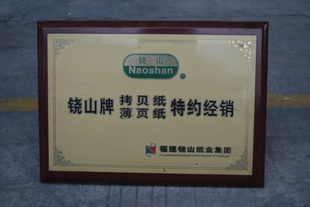 铙山
Naoshan
铙山牌 拷贝纸 特约经销
薄页纸
福建铙山纸业集团